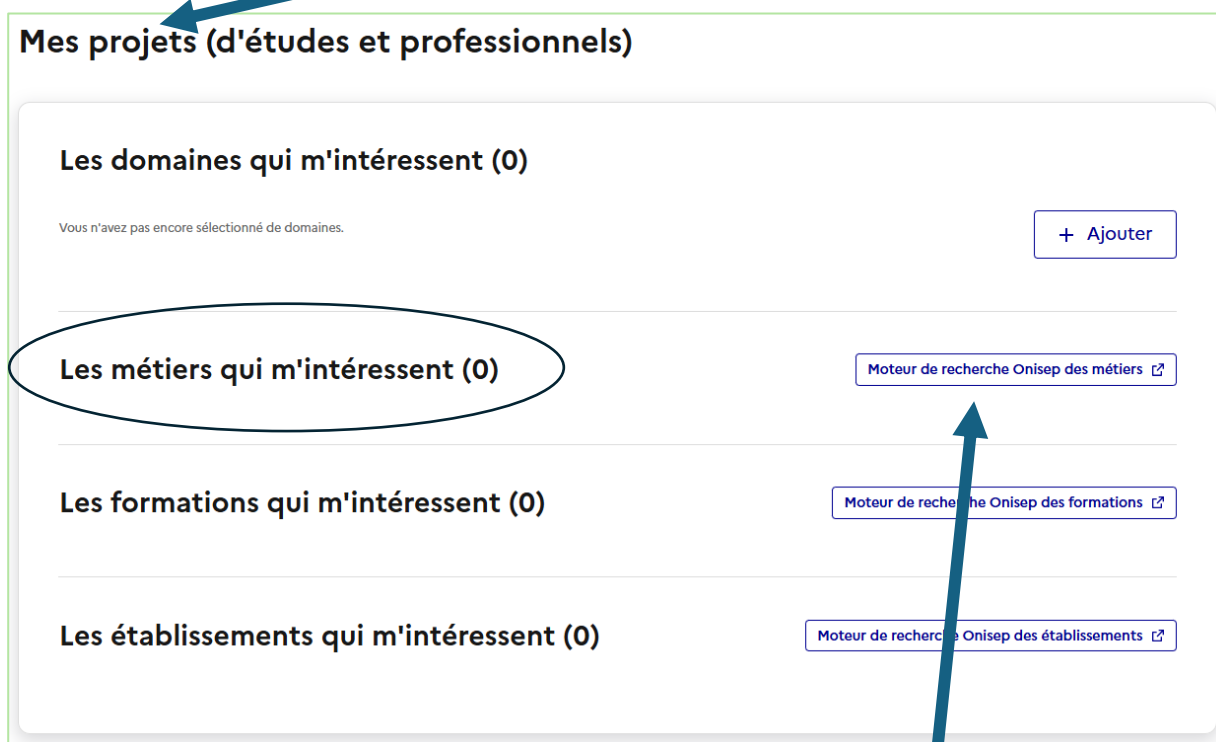 Mes projets (d'études et professionnels)
Les domaines qui m'intéressent (0)
Vous n'avez pas encore sélectionné de domaines.
+ Ajouter
Les métiers qui m'intéressent (0)
Moteur de recherche Onisep des métiers
Les formations qui m'intéressent (0)
Moteur de recherche Onisep des formations
Les établissements qui m'intéressent (0)
Moteur de recherche Onisep des établissements